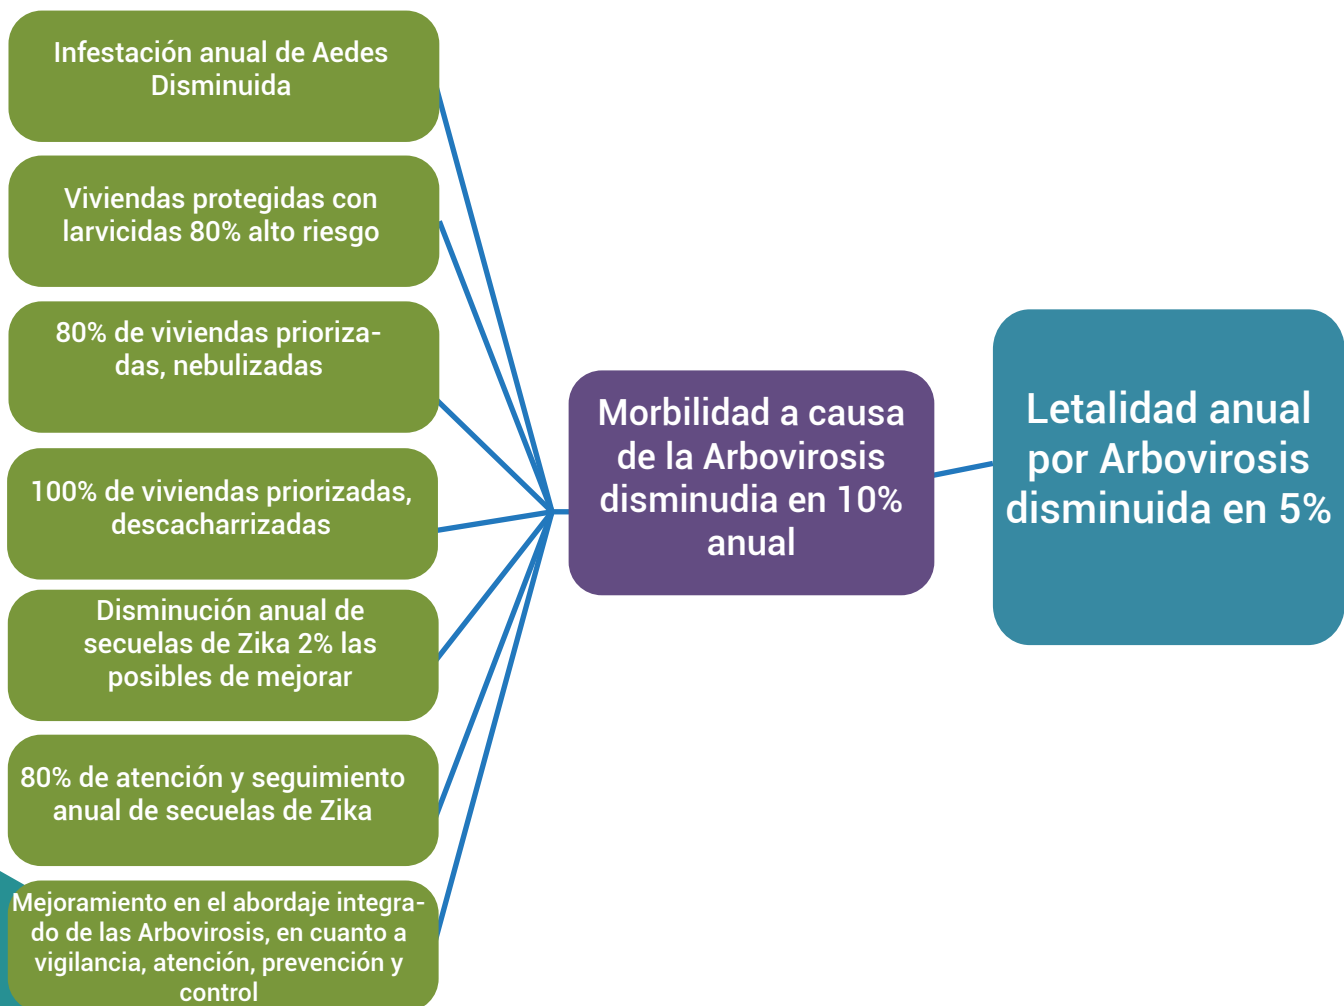 Infestación anual de Aedes
Disminuida
Viviendas protegidas con
larvicidas 80% alto riesgo
80% de viviendas prioriza-
das, nebulizadas
100% de viviendas priorizadas,
descacharrizadas
Disminución anual de
secuelas de Zika 2% las
posibles de mejorar
80% de atención y seguimiento
anual de secuelas de Zika
Mejoramiento en el abordaje integra-
do de las Arbovirosis, en cuanto a
vigilancia, atención, prevención y
control
Morbilidad a causa
de la Arbovirosis
disminudia en 10%
anual
Letalidad anual
por Arbovirosis
disminuida en 5%